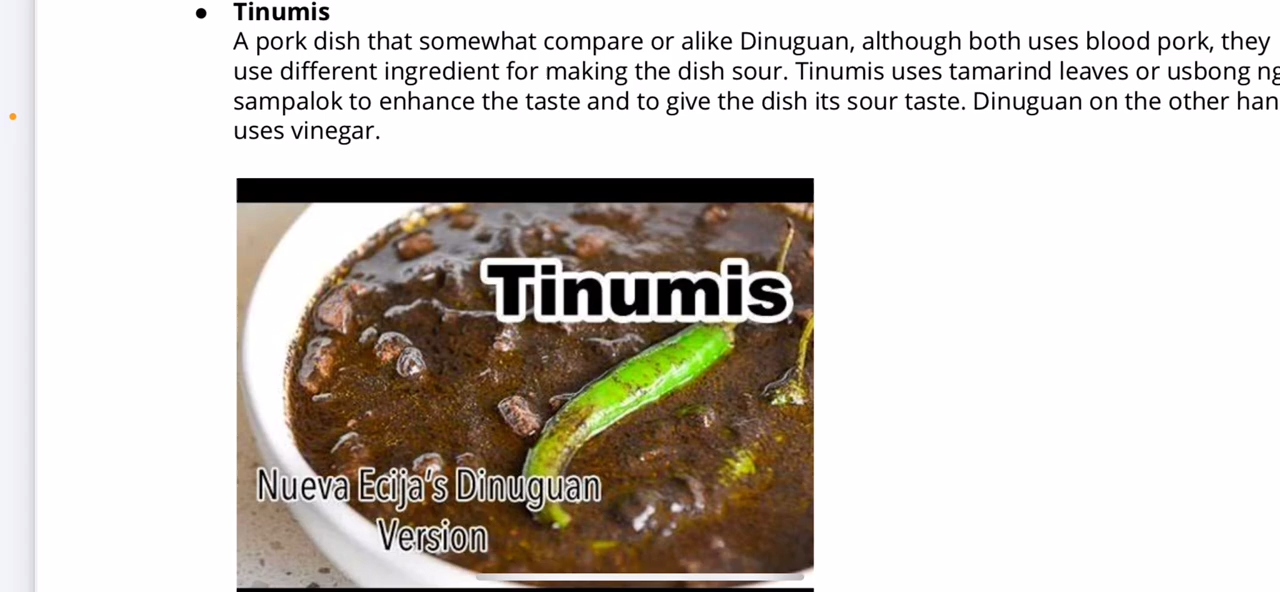 ● Tinumis
A pork dish that somewhat compare or alike Dinuguan, although both uses blood pork, they
use different ingredient for making the dish sour. Tinumis uses tamarind leaves or usbong
sampalok to enhance the taste and to give the dish its sour taste. Dinuguan on the other
uses vinegar.
Tinumis
Nueva Ecija's Dinuguan
Version